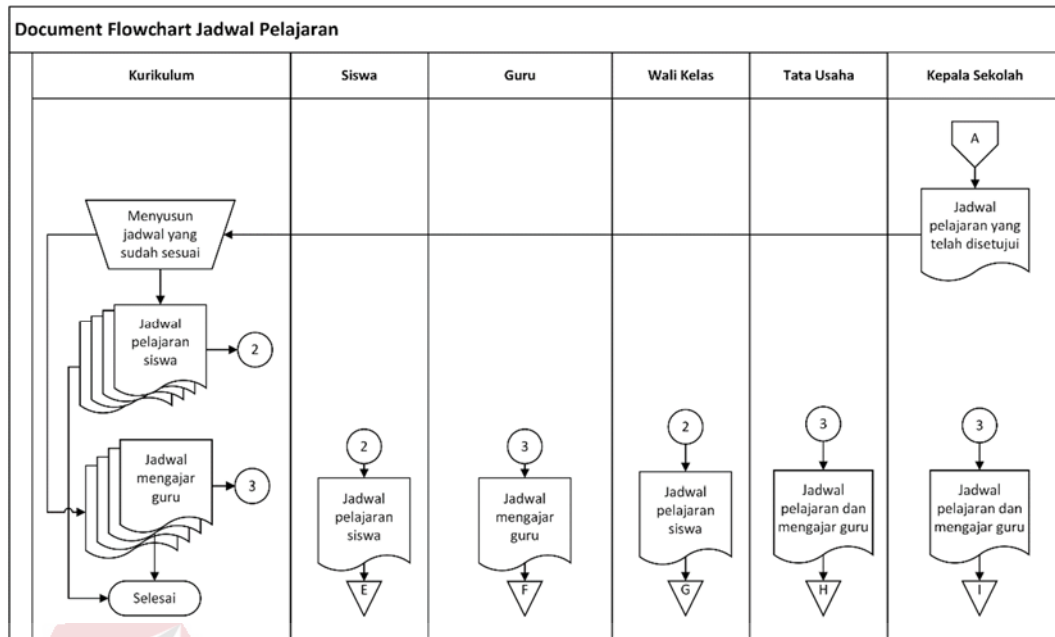 Document Flowchart Jadwal Pelajaran
Kurikulum
Siswa
Guru
Wali Kelas
Tata Usaha
Kepala Sekolah
A
Jadwal
pelajaran yang
telah disetujui
Menyusun
jadwal yang
sudah sesuai
Jadwal
pelajaran
siswa
2
Jadwal
mengajar
guru
3
Selesai
2
Jadwal
pelajaran
siswa
E
3
Jadwal
mengajar
guru
F
2
Jadwal
pelajaran
siswa
G
3
Jadwal
pelajaran dan
mengajar guru
H
3
Jadwal
pelajaran dan
mengajar guru
I